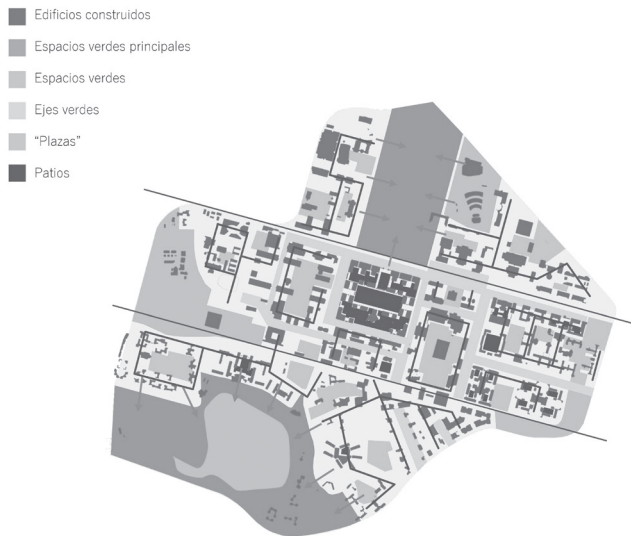 Edificios construidos
Espacios verdes principales
Espacios verdes
Ejes verdes
“Plazas”
Patios